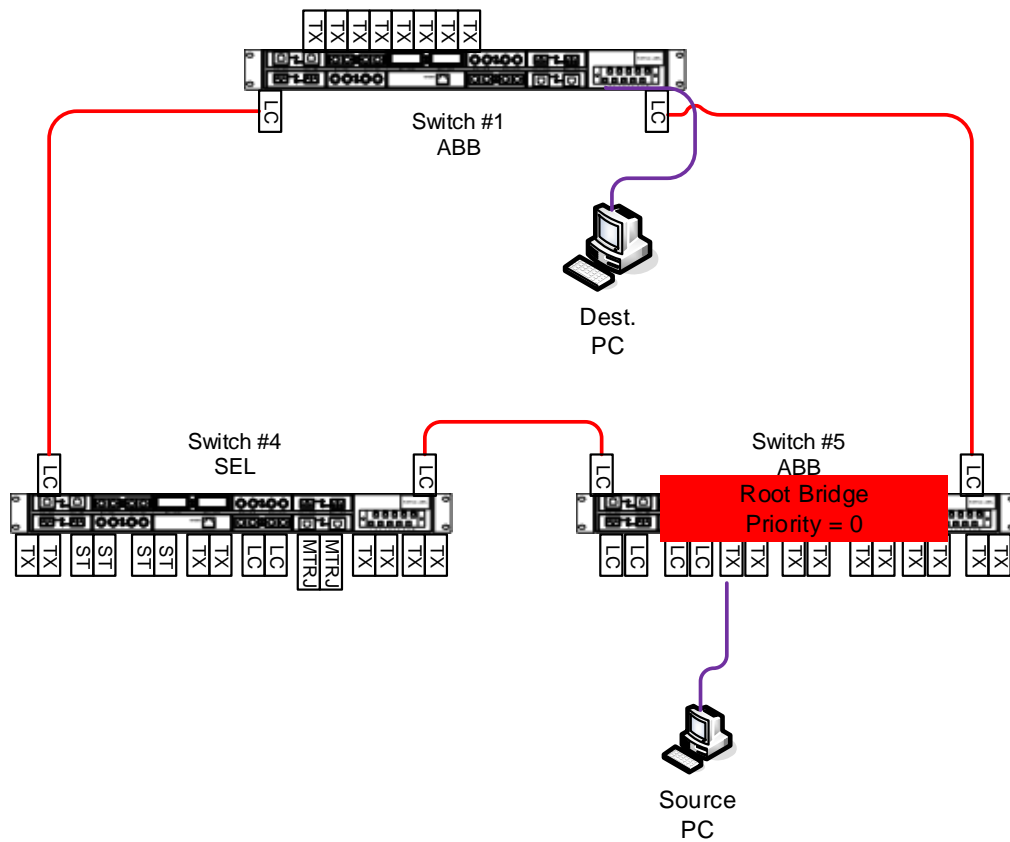 TX TX TX TX TX TX TX TX
LC
LC
Switch #1
ABB
Dest.
PC
Switch #4
SEL
Switch #5
ABB
LC
LC
LC
LC
Root Bridge
Priority = 0
TX TX ST ST ST ST TX TX LC LC MTRJ MTRJ TX TX TX TX
LC LC LC LC TX TX TX TX TX TX TX TX TX TX
Source
PC